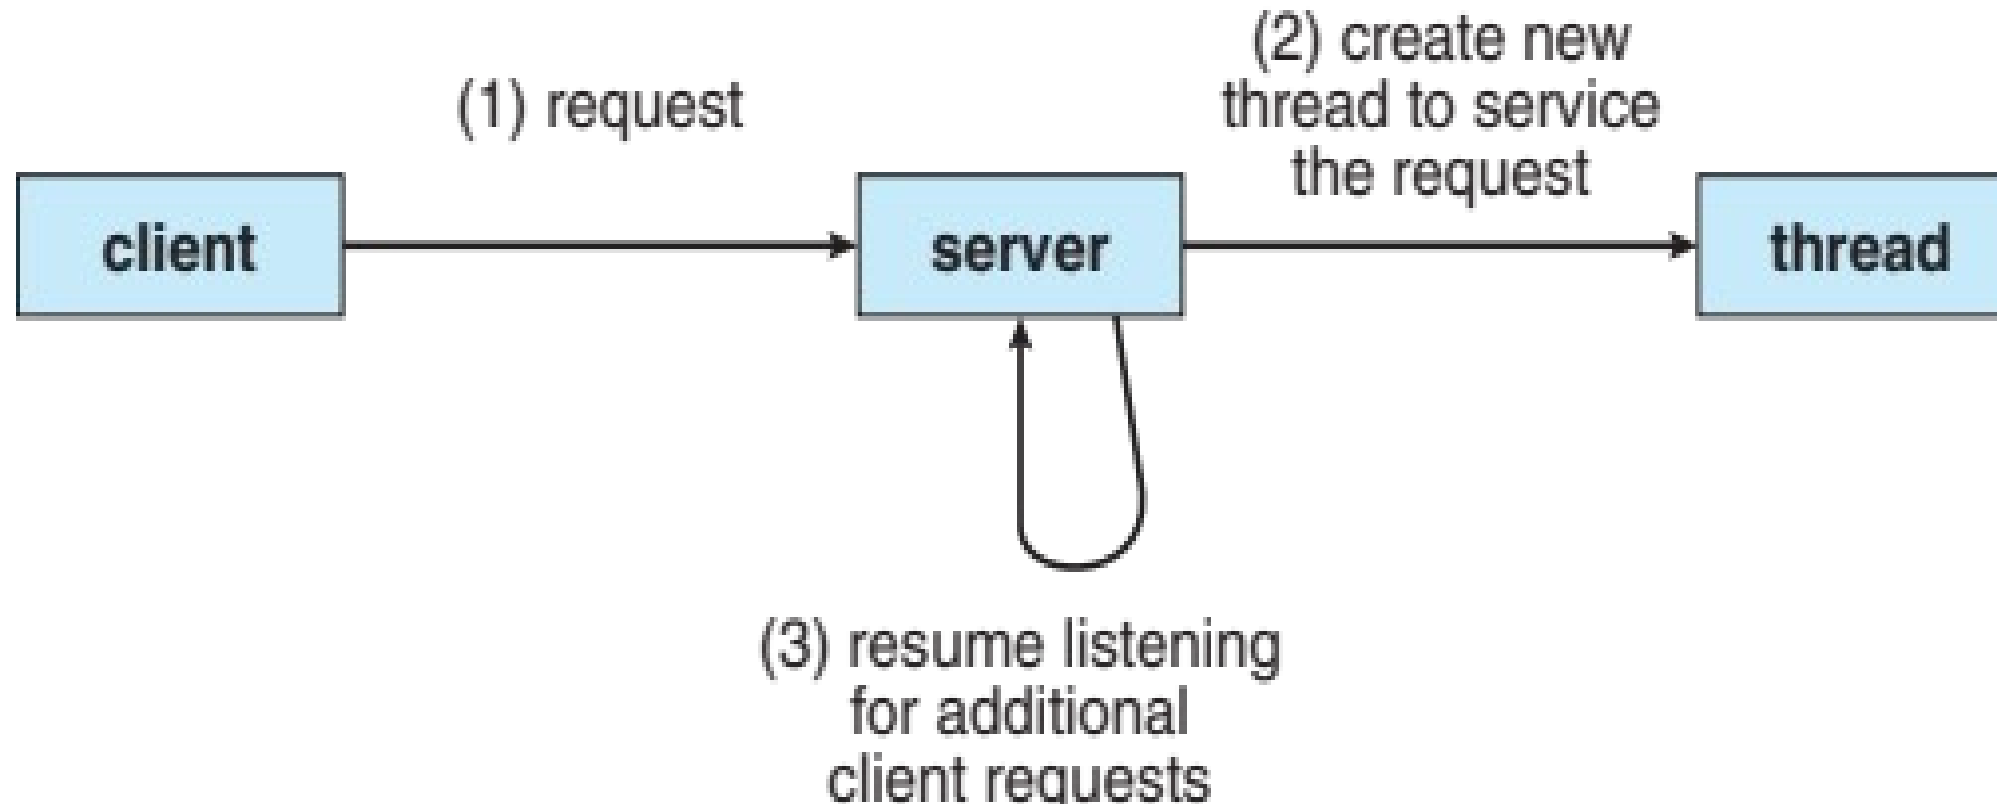 (1) request
(2) create new
thread to service
the request
client
server
thread
(3) resume listening
for additional
client requests